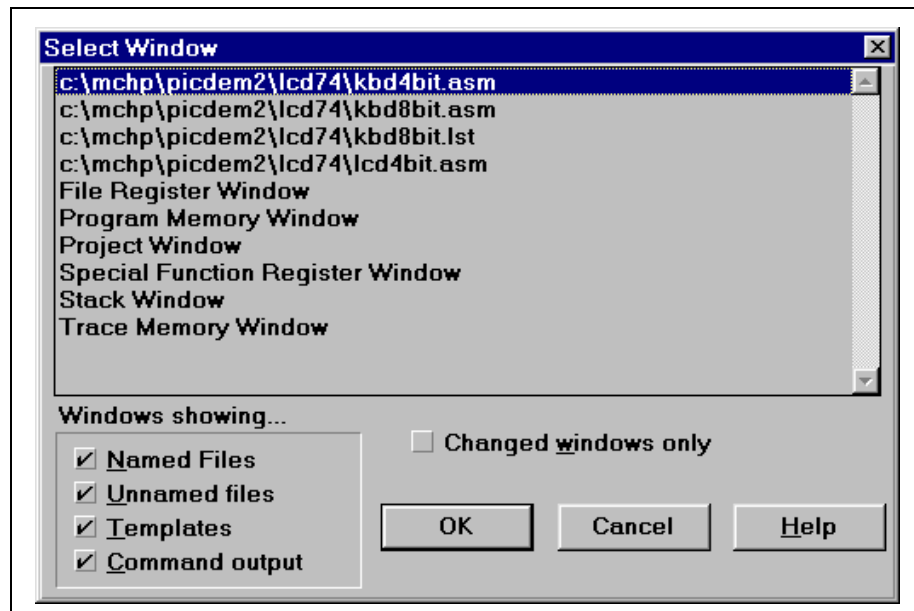 Select Window
c:\mchp\picdem2\lcd74\kbd4bit.asm
c:\mchp\picdem2\lcd74\kbd8bit.asm
c:\mchp\picdem2\lcd74\kbd8bit.lst
c:\mchp\picdem2\lcd74\lcd4bit.asm
File Register Window
Program Memory Window
Project Window
Special Function Register Window
Stack Window
Trace Memory Window
Windows showing...
Named Files
Unnamed files
Templates
Command output
Changed windows only
OK Cancel Help